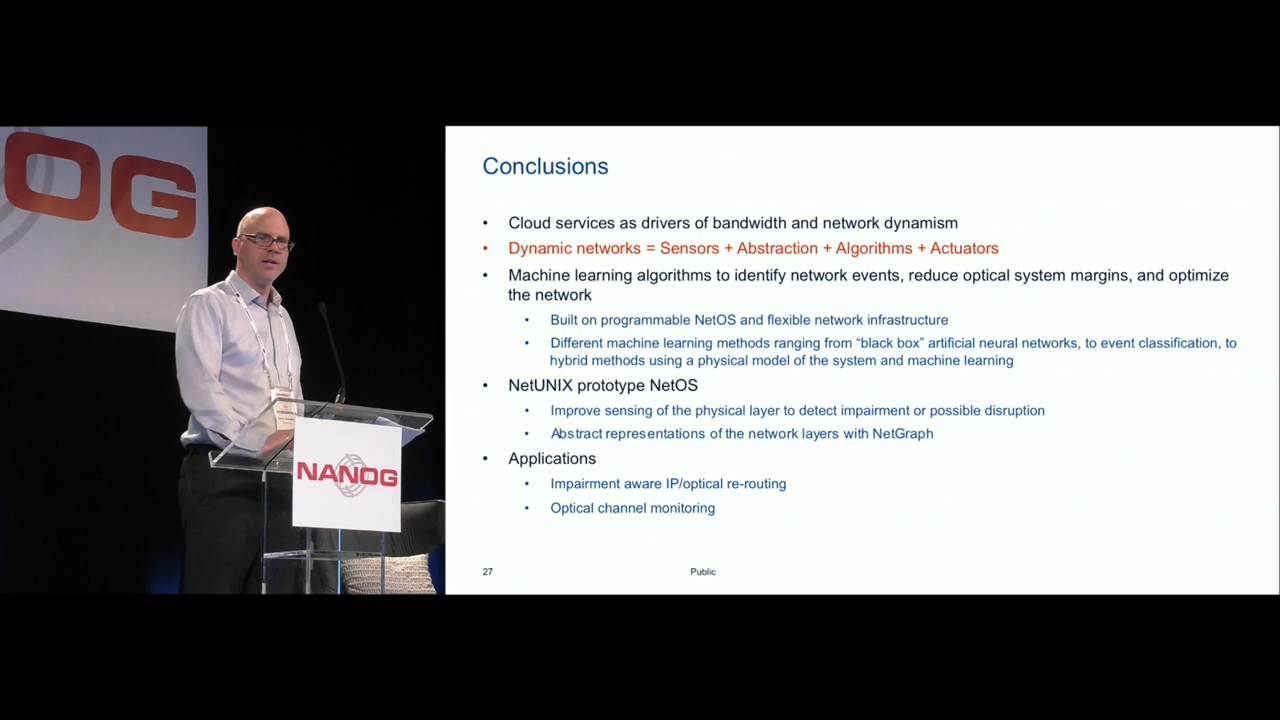 OG
NANOG
Conclusions
• Cloud services as drivers of bandwidth and network dynamism
• Dynamic networks = Sensors + Abstraction + Algorithms + Actuators
• Machine learning algorithms to identify network events, reduce optical system margins, and optimize
the network
• Built on programmable NetOS and flexible network infrastructure
• Different machine learning methods ranging from “black box” artificial neural networks, to event classification, to
hybrid methods using a physical model of the system and machine learning
• NetUNIX prototype NetOS
• Improve sensing of the physical layer to detect impairment or possible disruption
• Abstract representations of the network layers with NetGraph
• Applications
• Impairment aware IP/optical re-routing
• Optical channel monitoring
27
Public